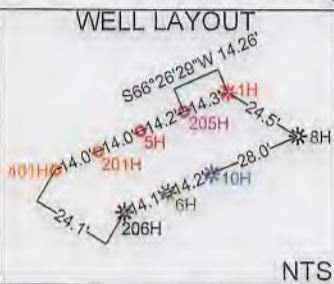 WELL LAYOUT
S66°26'29"W 14.26'
1H
14.3'
205H
24.5'
14.2'
5H
8H
14.0'
201H
14.0'
401H
28.0'
10H
14.2'
6H
14.1'
206H
24.1'
NTS